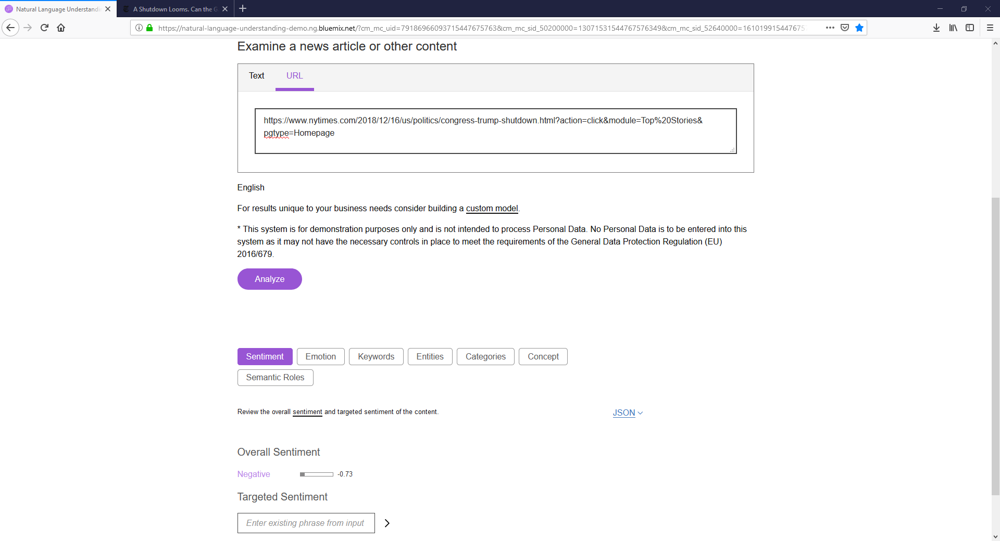 Natural Language Understandin
A Shutdown Looms. Can the G
https://natural-language-understanding-demo.ng.bluemix.net/?cm_mc_uid=79186966093715447675763&cm_mc_sid_50200000=13071531544767576349&cm_mc_sid_52640000=161019915447675
Examine a news article or other content
Text
URL
https://www.nytimes.com/2018/12/16/us/politics/congress-trump-shutdown.html?action=click&module=Top%20Stories&
pgtype=Homepage
English
For results unique to your business needs consider building a custom model.
* This system is for demonstration purposes only and is not intended to process Personal Data. No Personal Data is to be entered into this
system as it may not have the necessary controls in place to meet the requirements of the General Data Protection Regulation (EU)
2016/679.
Analyze
Sentiment Emotion Keywords Entities Categories Concept
Semantic Roles
Review the overall sentiment and targeted sentiment of the content.
JSON
Overall Sentiment
Negative -0.73
Targeted Sentiment
Enter existing phrase from input